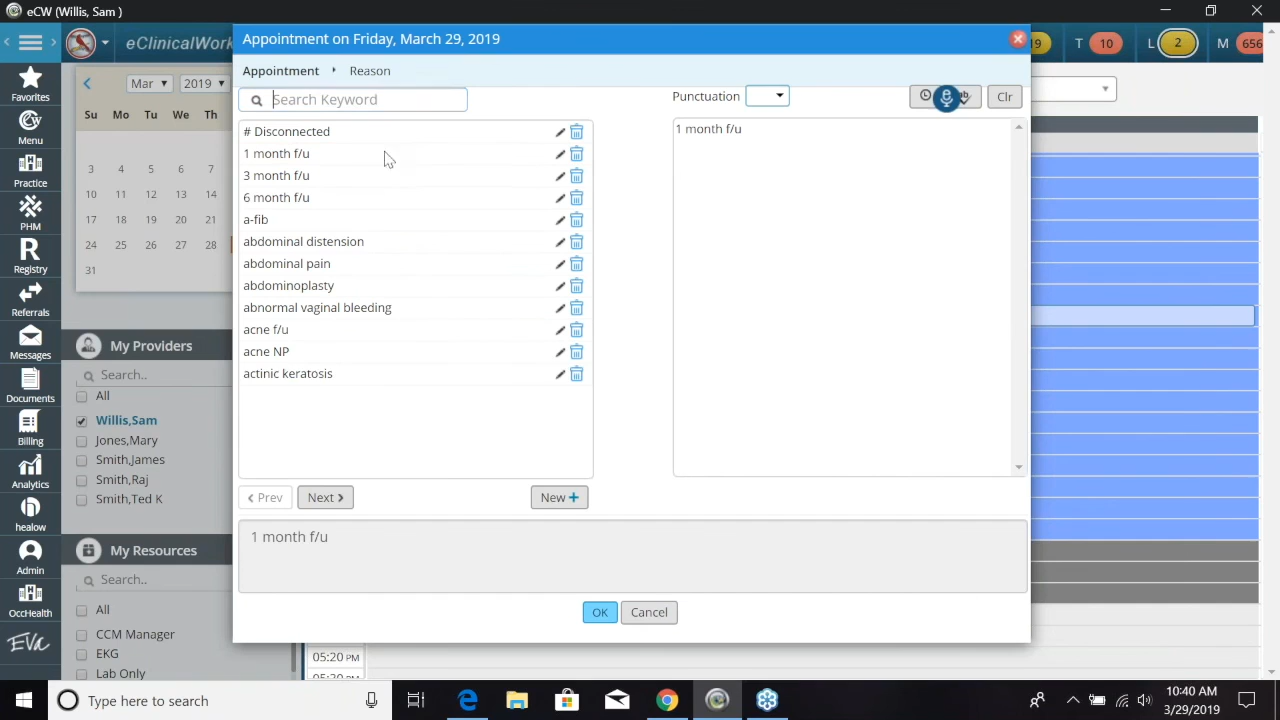 eCW (Willis, Sam )
eClinicalWork
Appointment on Friday, March 29, 2019
19
T 10
L 2
M 656
Favorites
Menu
Practice
PHM
Registry
Referrals
Messages
Documents
Billing
Analytics
healow
Admin
OccHealth
EVA
Mar 2019
Su Mo Tu We Th
3 4 5 6 7
10 11 12 13 14
17 18 19 20 21
24 25 26 27 28
31
My Providers
Search..
All
Willis,Sam
Jones,Mary
Smith,James
Smith,Raj
Smith,Ted K
My Resources
Search..
All
CCM Manager
EKG
Lab Only
Appointment Reason
Search Keyword
Punctuation
Clr
# Disconnected
1 month f/u
3 month f/u
6 month f/u
a-fib
abdominal distension
abdominal pain
abdominoplasty
abnormal vaginal bleeding
acne f/u
acne NP
actinic keratosis
1 month f/u
Prev
Next
New
1 month f/u
OK Cancel
05:20 PM
Type here to search
10:40 AM
3/29/2019